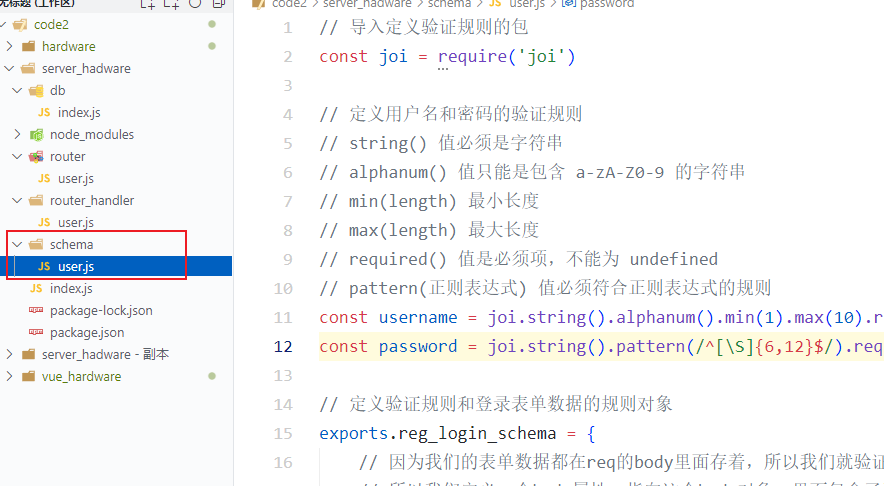 无标题 (工作区)
code2
hardware
server_hadware
db
JS index.js
node_modules
router
JS user.js
router_handler
JS user.js
schema
JS user.js
JS index.js
package-lock.json
package.json
server_hadware - 副本
vue_hardware
code2 > server_hadware > schema > JS user.js > password
1 // 导入定义验证规则的包
2 const joi = require('joi')
3
4 // 定义用户名和密码的验证规则
5 // string() 值必须是字符串
6 // alphanum() 值只能是包含 a-zA-Z0-9 的字符串
7 // min(length) 最小长度
8 // max(length) 最大长度
9 // required() 值是必须项，不能为 undefined
10 // pattern(正则表达式) 值必须符合正则表达式的规则
11 const username = joi.string().alphanum().min(1).max(10).r
12 const password = joi.string().pattern(/^[\S]{6,12}$/).req
13
14 // 定义验证规则和登录表单数据的规则对象
15 exports.reg_login_schema = {
16 // 因为我们的表单数据都在req的body里面存着，所以我们就验证